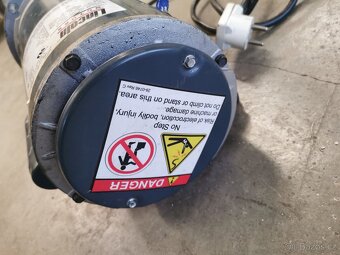 Lincoln
DANGER
No Step
Risk of electrocution, bodily injury,
or machine damage.
Do not climb or stand on this area.